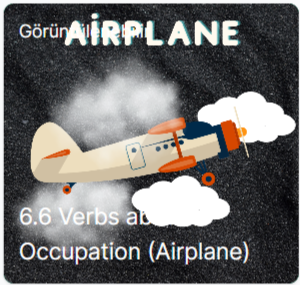 AİRPLANE
6.6 Verbs
Occupation (Airplane)